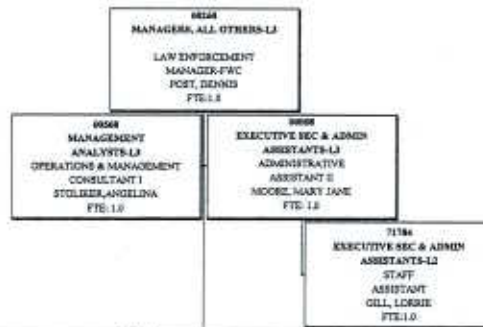 MANAGERS, ALL OTHERS-L3
LAW ENFORCEMENT
MANAGER-FWC
POST, DENNIS
FTE:1.0
MANAGEMENT
ANALYSTS-L3
OPERATIONS & MANAGEMENT
CONSULTANT I
STOLIKER,ANGELINA
FTE: 1.0
EXECUTIVE SEC & ADMIN
ASSISTANTS-L3
ADMINISTRATIVE
ASSISTANT II
MOORE, MARY JANE
FTE: 1.0
EXECUTIVE SEC & ADMIN
ASSISTANTS-L2
STAFF
ASSISTANT
GILL, LORRIE
FTE:1.0